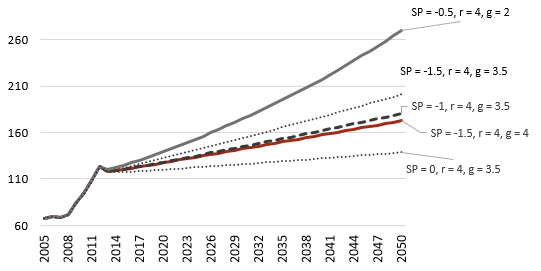 SP = -0.5, r = 4, g = 2
260
SP = -1.5, r = 4, g = 3.5
210
SP = -1, r = 4, g = 3.5
160
SP = -1.5, r = 4, g = 4
110
SP = 0, r = 4, g = 3.5
60
2005 2008 2011 2014 2017 2020 2023 2026 2029 2032 2035 2038 2041 2044 2047 2050